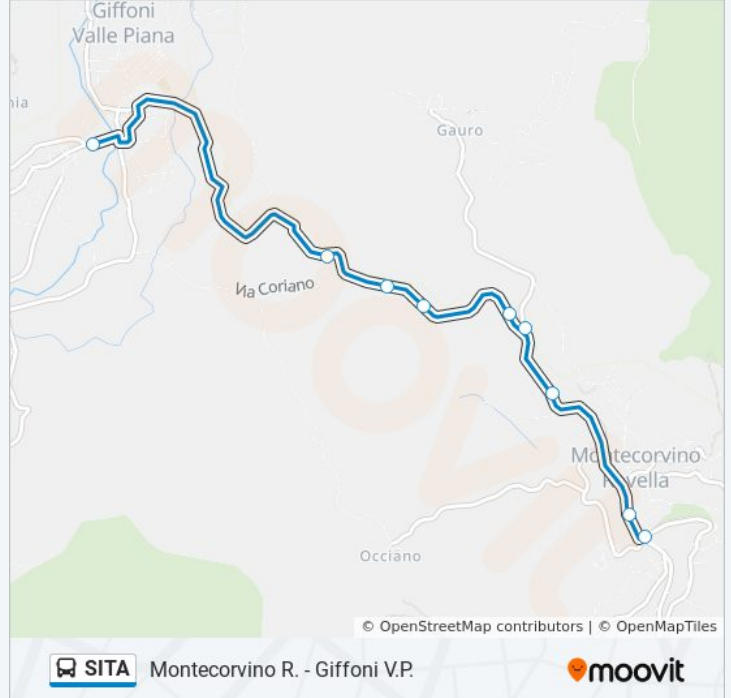 Giffoni
Valle Piana
nia
Gauro
Via Coriano
Montecorvino
Rovella
Occiano
© OpenStreetMap contributors | © OpenMapTiles
SITA Montecorvino R. - Giffoni V.P.
moovit